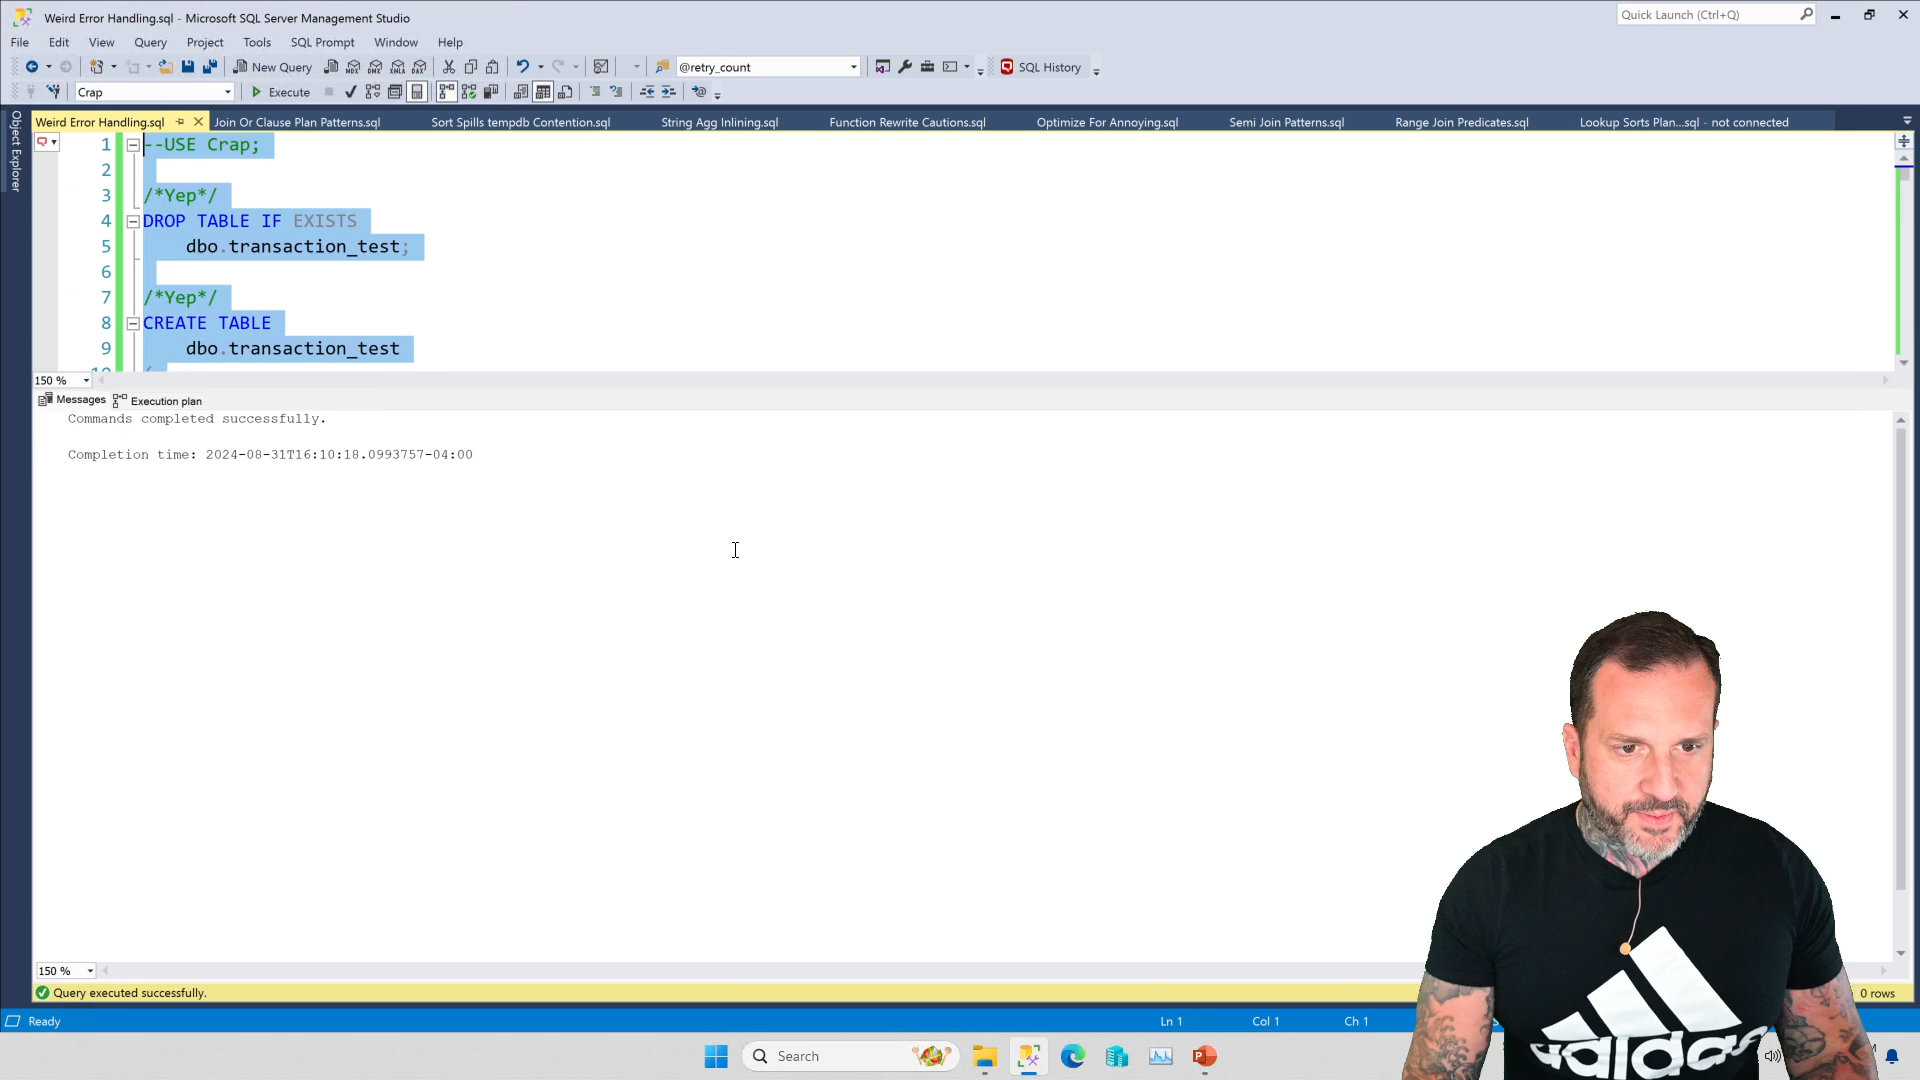 Weird Error Handling.sql - Microsoft SQL Server Management Studio
Quick Launch (Ctrl+Q)
File Edit View Query Project Tools SQL Prompt Window Help
New Query
@retry_count
SQL History
Crap
Execute
Weird Error Handling.sql
Join Or Clause Plan Patterns.sql
Sort Spills tempdb Contention.sql
String Agg Inlining.sql
Function Rewrite Cautions.sql
Optimize For Annoying.sql
Semi Join Patterns.sql
Range Join Predicates.sql
Lookup Sorts Plan...sql - not connected
Object Explorer
1 --USE Crap;
2
3 /*Yep*/
4 DROP TABLE IF EXISTS
5 dbo.transaction_test;
6
7 /*Yep*/
8 CREATE TABLE
9 dbo.transaction_test
10 (
150 %
Messages Execution plan
Commands completed successfully.
Completion time: 2024-08-31T16:10:18.0993757-04:00
150 %
Query executed successfully.
0 rows
Ready
Ln 1 Col 1 Ch 1
Search
adidas